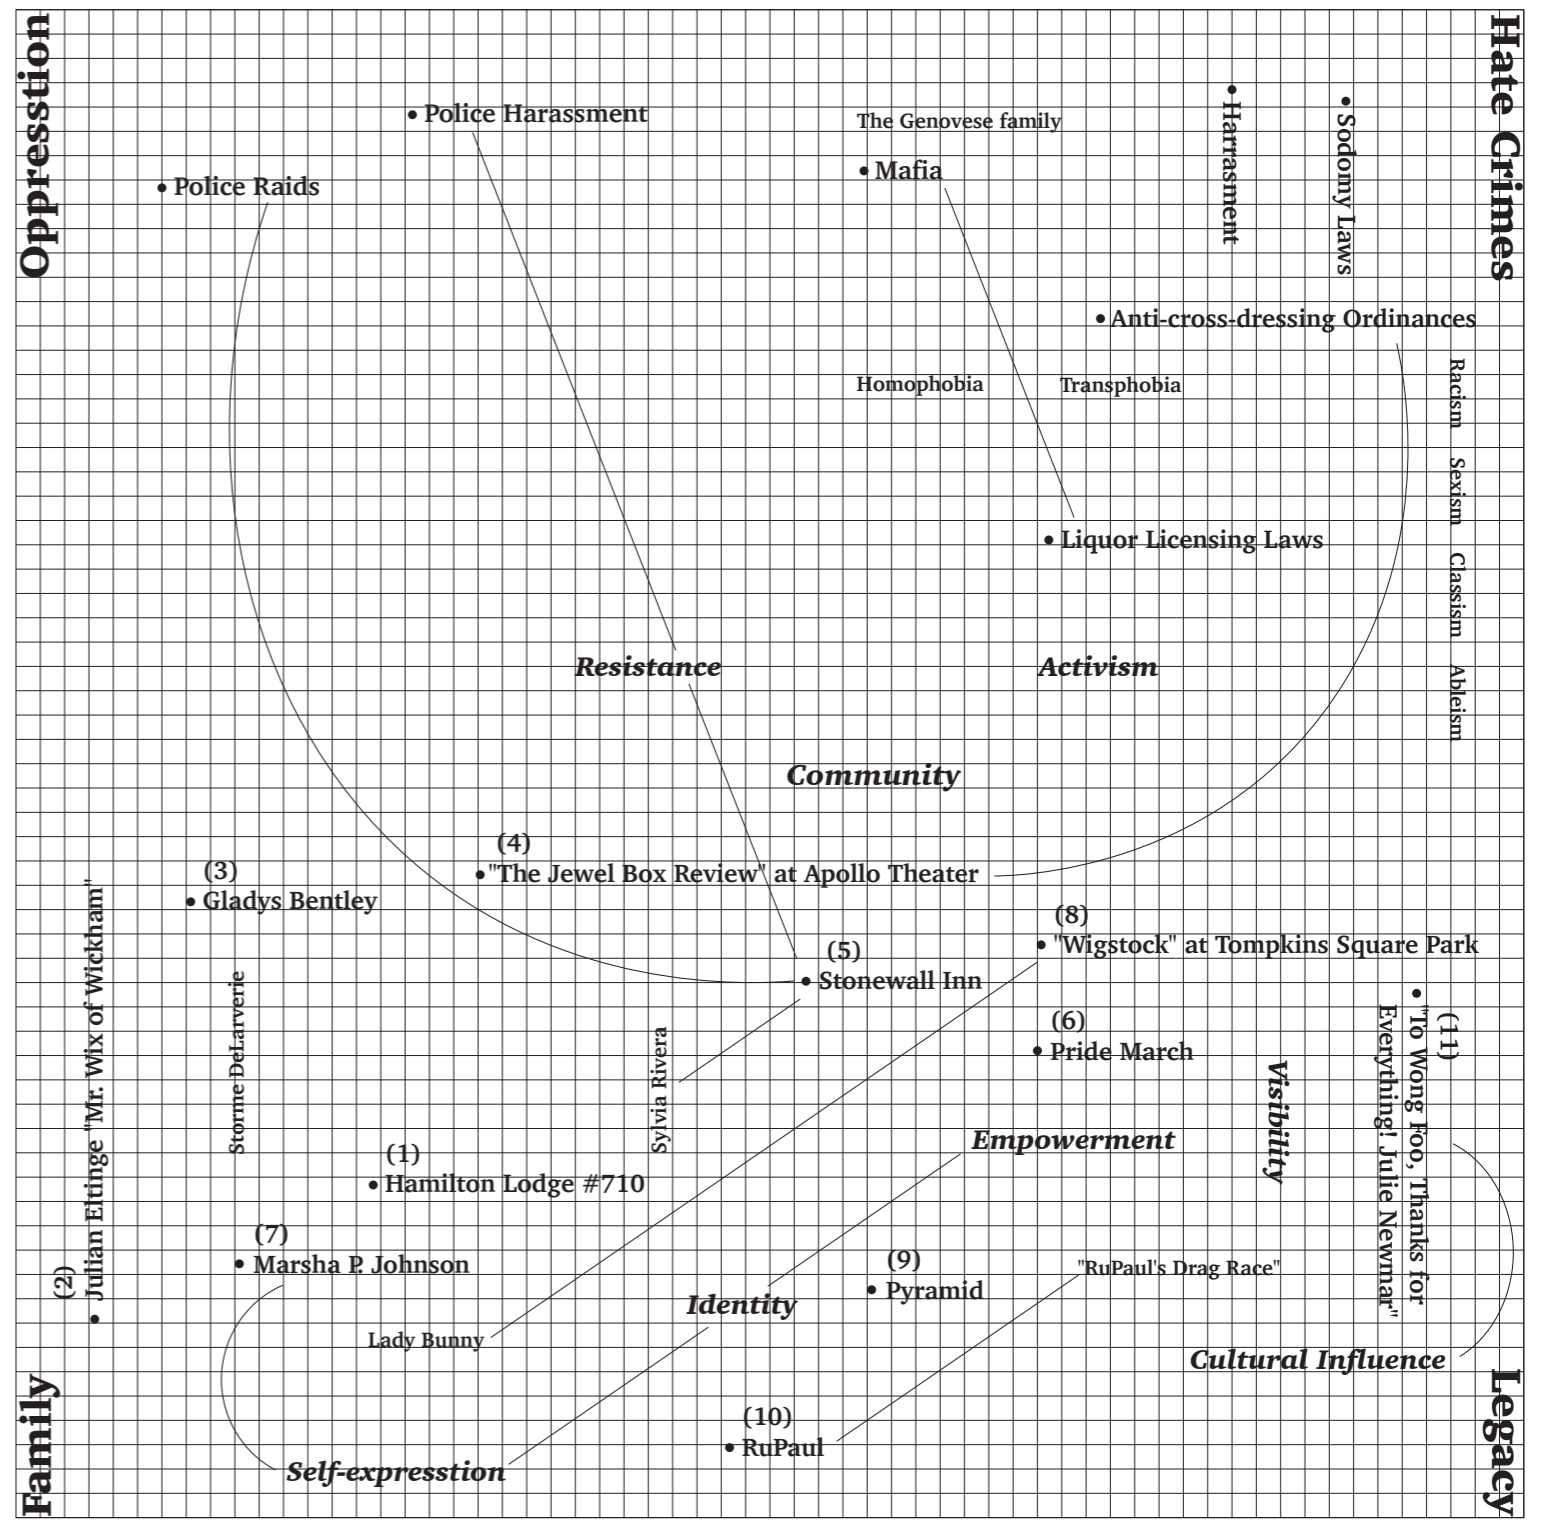 Oppresstion
Hate Crimes
• Police Harassment
The Genovese family
• Harrasment
• Sodomy Laws
• Mafia
• Police Raids
• Anti-cross-dressing Ordinances
Homophobia
Transphobia
Racism
Sexism
Classism
Ableism
• Liquor Licensing Laws
Resistance
Activism
Community
(4)
• "The Jewel Box Review" at Apollo Theater
(3)
• Gladys Bentley
(8)
• "Wigstock" at Tompkins Square Park
(5)
• Stonewall Inn
(2)
• Julian Eltinge "Mr. Wix of Wickham"
Storme DeLarverie
Sylvia Rivera
(6)
• Pride March
Visibility
(11)
• "To Wong Foo, Thanks for
Everything! Julie Newmar"
Empowerment
(1)
• Hamilton Lodge #710
(7)
• Marsha P. Johnson
(9)
• Pyramid
"RuPaul's Drag Race"
Identity
Lady Bunny
Cultural Influence
(10)
• RuPaul
Self-expresstion
Family
Legacy